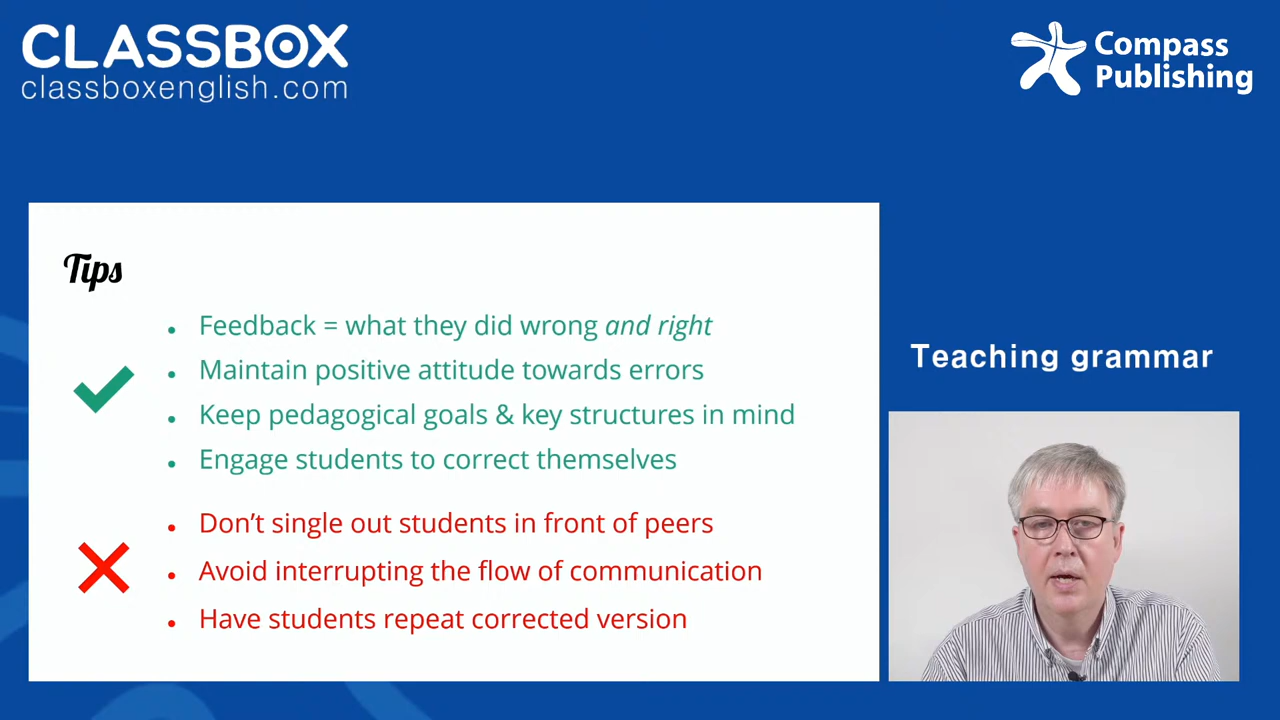 CLASSBOX
classboxenglish.com
Compass
Publishing
Tips
Feedback = what they did wrong and right
Maintain positive attitude towards errors
Keep pedagogical goals & key structures in mind
Engage students to correct themselves
Don’t single out students in front of peers
Avoid interrupting the flow of communication
Have students repeat corrected version
Teaching grammar